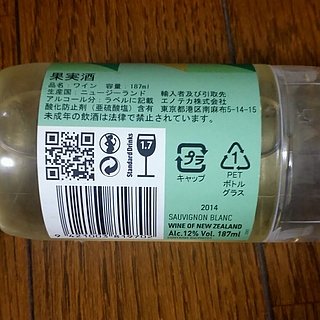 果実酒
品名：ワイン 容量 187ml
生産国：ニュージーランド 輸入者及び引取先
アルコール分：ラベルに記載 エノテカ株式会社
酸化防止剤（亜硫酸塩）含有 東京都港区南麻布5-14-15
未成年の飲酒は法律で禁止されています。
Standard Drinks
1.7
プラ
キャップ
1
PET
ボトル
グラス
2014
SAUVIGNON BLANC
WINE OF NEW ZEALAND
Alc.12% Vol. 187ml